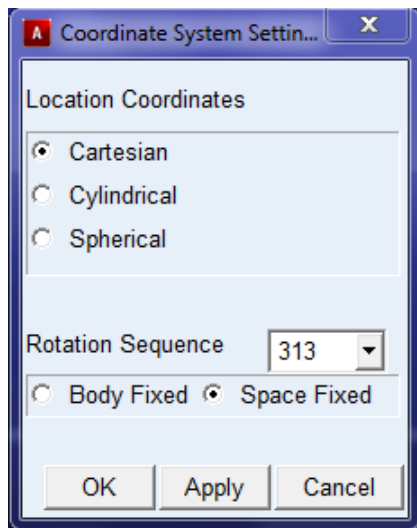 A Coordinate System Settin... X
Location Coordinates
Cartesian
Cylindrical
Spherical
Rotation Sequence 313
Body Fixed Space Fixed
OK Apply Cancel